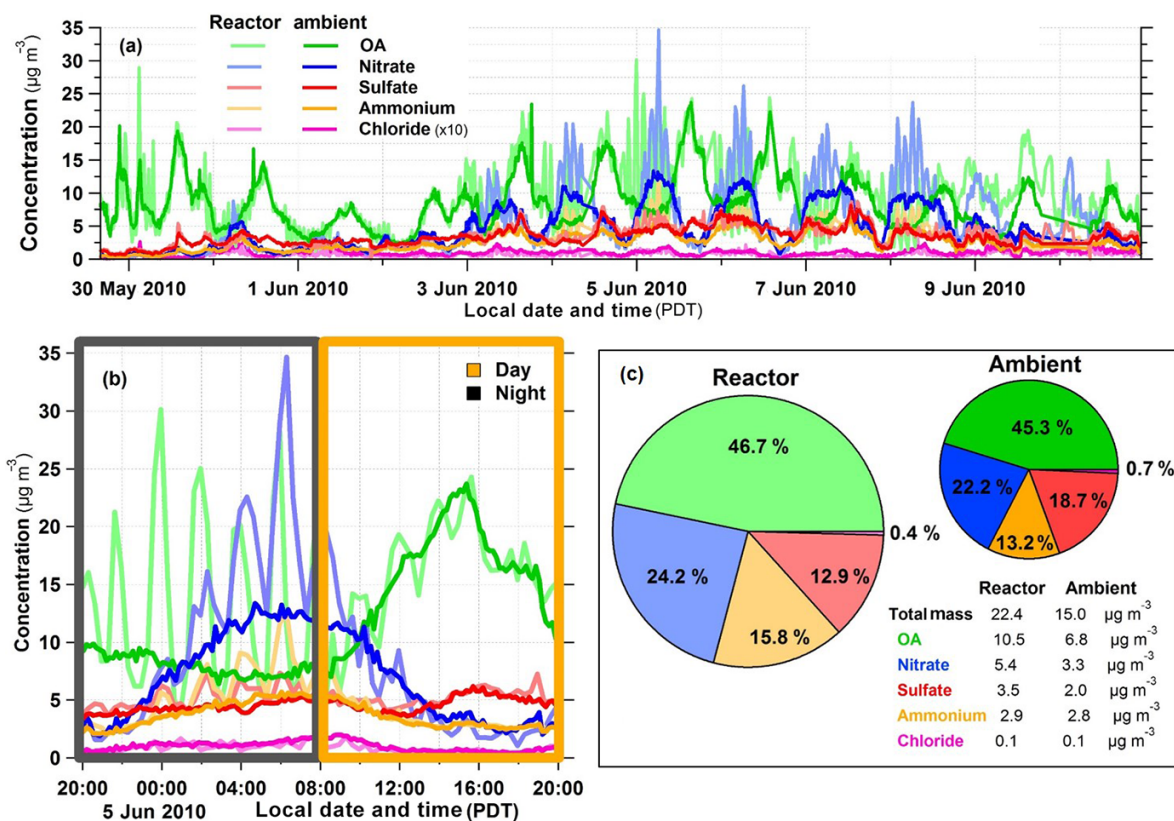 Reactor ambient
(a)
OA
Nitrate
Sulfate
Ammonium
Chloride (x10)
Concentration (µg m⁻³)
35
30
25
20
15
10
5
0
30 May 2010 1 Jun 2010 3 Jun 2010 5 Jun 2010 7 Jun 2010 9 Jun 2010
Local date and time (PDT)
(b)
Day
Night
Concentration (µg m⁻³)
35
30
25
20
15
10
5
0
20:00 00:00 04:00 08:00 12:00 16:00 20:00
5 Jun 2010 Local date and time (PDT)
(c)
Reactor
46.7 %
0.4 %
12.9 %
15.8 %
24.2 %
Ambient
45.3 %
0.7 %
18.7 %
13.2 %
22.2 %
Reactor Ambient
Total mass 22.4 15.0 µg m⁻³
OA 10.5 6.8 µg m⁻³
Nitrate 5.4 3.3 µg m⁻³
Sulfate 3.5 2.0 µg m⁻³
Ammonium 2.9 2.8 µg m⁻³
Chloride 0.1 0.1 µg m⁻³